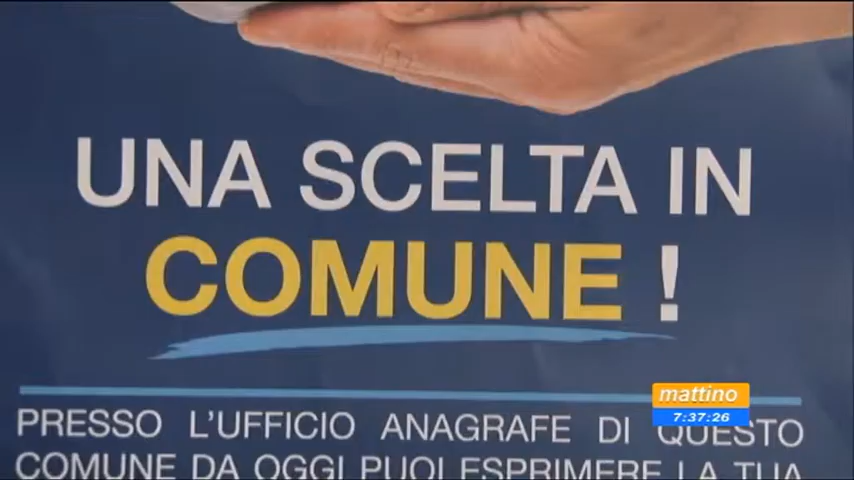 UNA SCELTA IN
COMUNE !
mattino
7:37:26
PRESSO L'UFFICIO ANAGRAFE DI QUESTO
COMUNE DA OGGI PUOI ESPRIMERE LA TUA